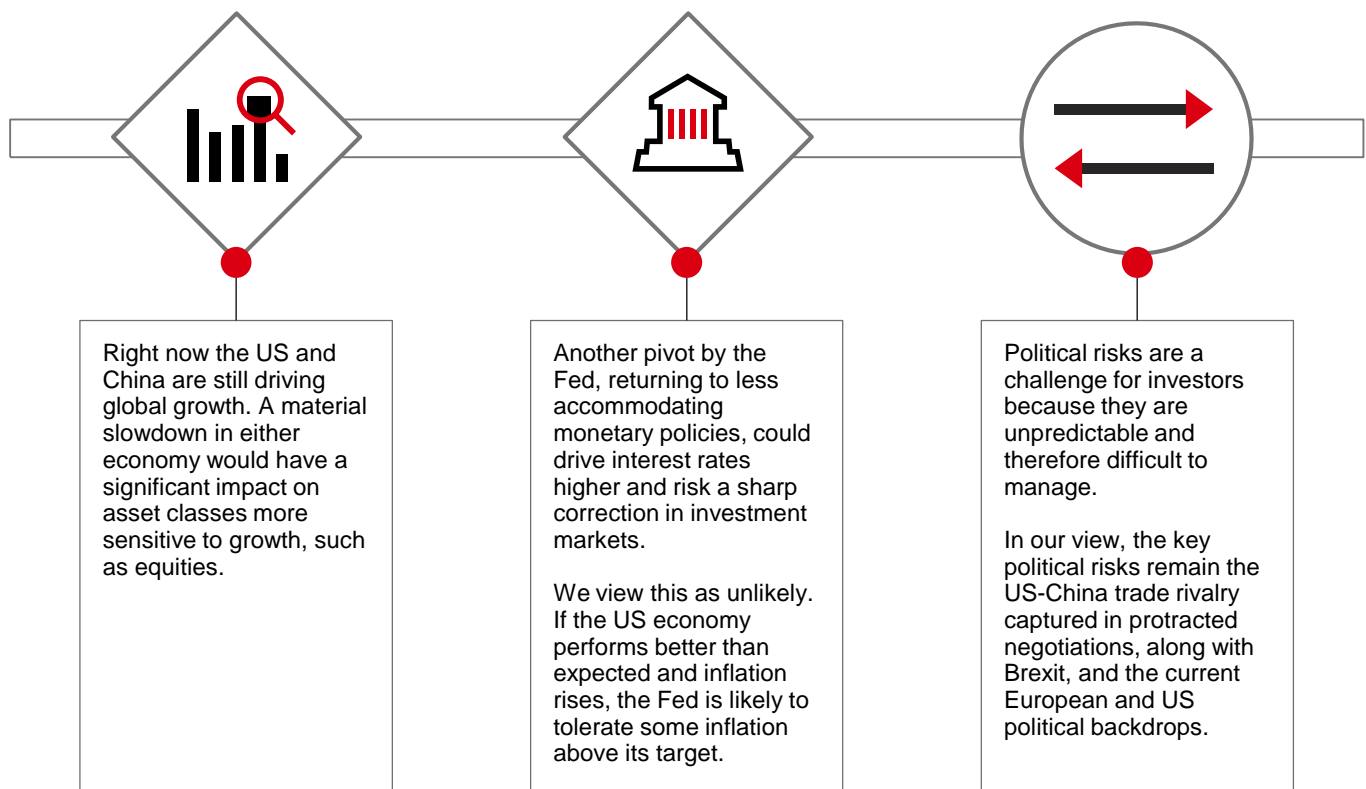 Right now the US and
China are still driving
global growth. A material
slowdown in either
economy would have a
significant impact on
asset classes more
sensitive to growth, such
as equities.
Another pivot by the
Fed, returning to less
accommodating
monetary policies, could
drive interest rates
higher and risk a sharp
correction in investment
markets.
We view this as unlikely.
If the US economy
performs better than
expected and inflation
rises, the Fed is likely to
tolerate some inflation
above its target.
Political risks are a
challenge for investors
because they are
unpredictable and
therefore difficult to
manage.
In our view, the key
political risks remain the
US-China trade rivalry
captured in protracted
negotiations, along with
Brexit, and the current
European and US
political backdrops.